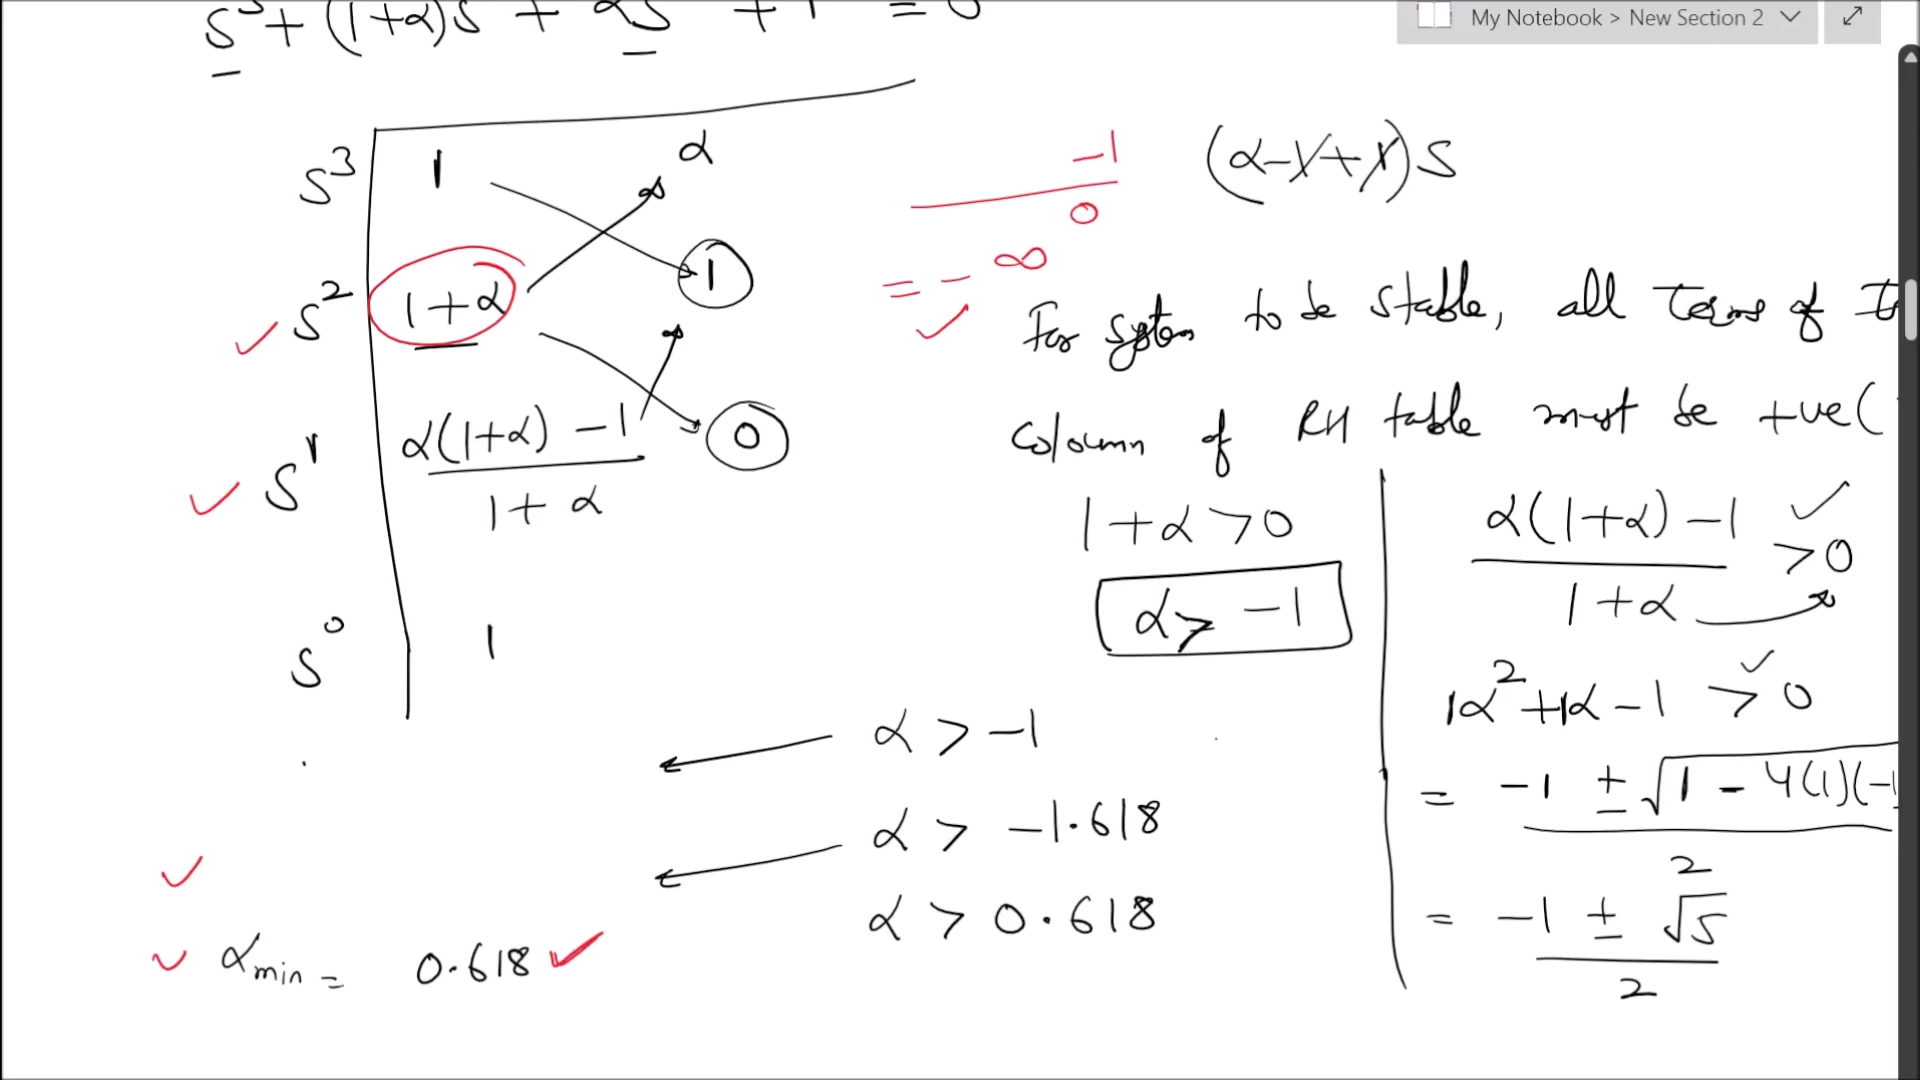 My Notebook > New Section 2
s³ + (1+α)s + αs + 1 = 0
s³ 1 α
s² 1+α 1
s¹ α(1+α) −1 0
1+α
s⁰ 1
−1
0
= − ∞
(α−1+1)s
For system to be stable, all terms of
column of RH table must be +ve(
1+α >0
α> −1
α(1+α) −1
>0
1+α
1α²+1α−1 > 0
= −1 ± √1 − 4(1)(−1
2
= −1 ± √5
2
α > −1
α > −1.618
α > 0.618
αmin = 0.618